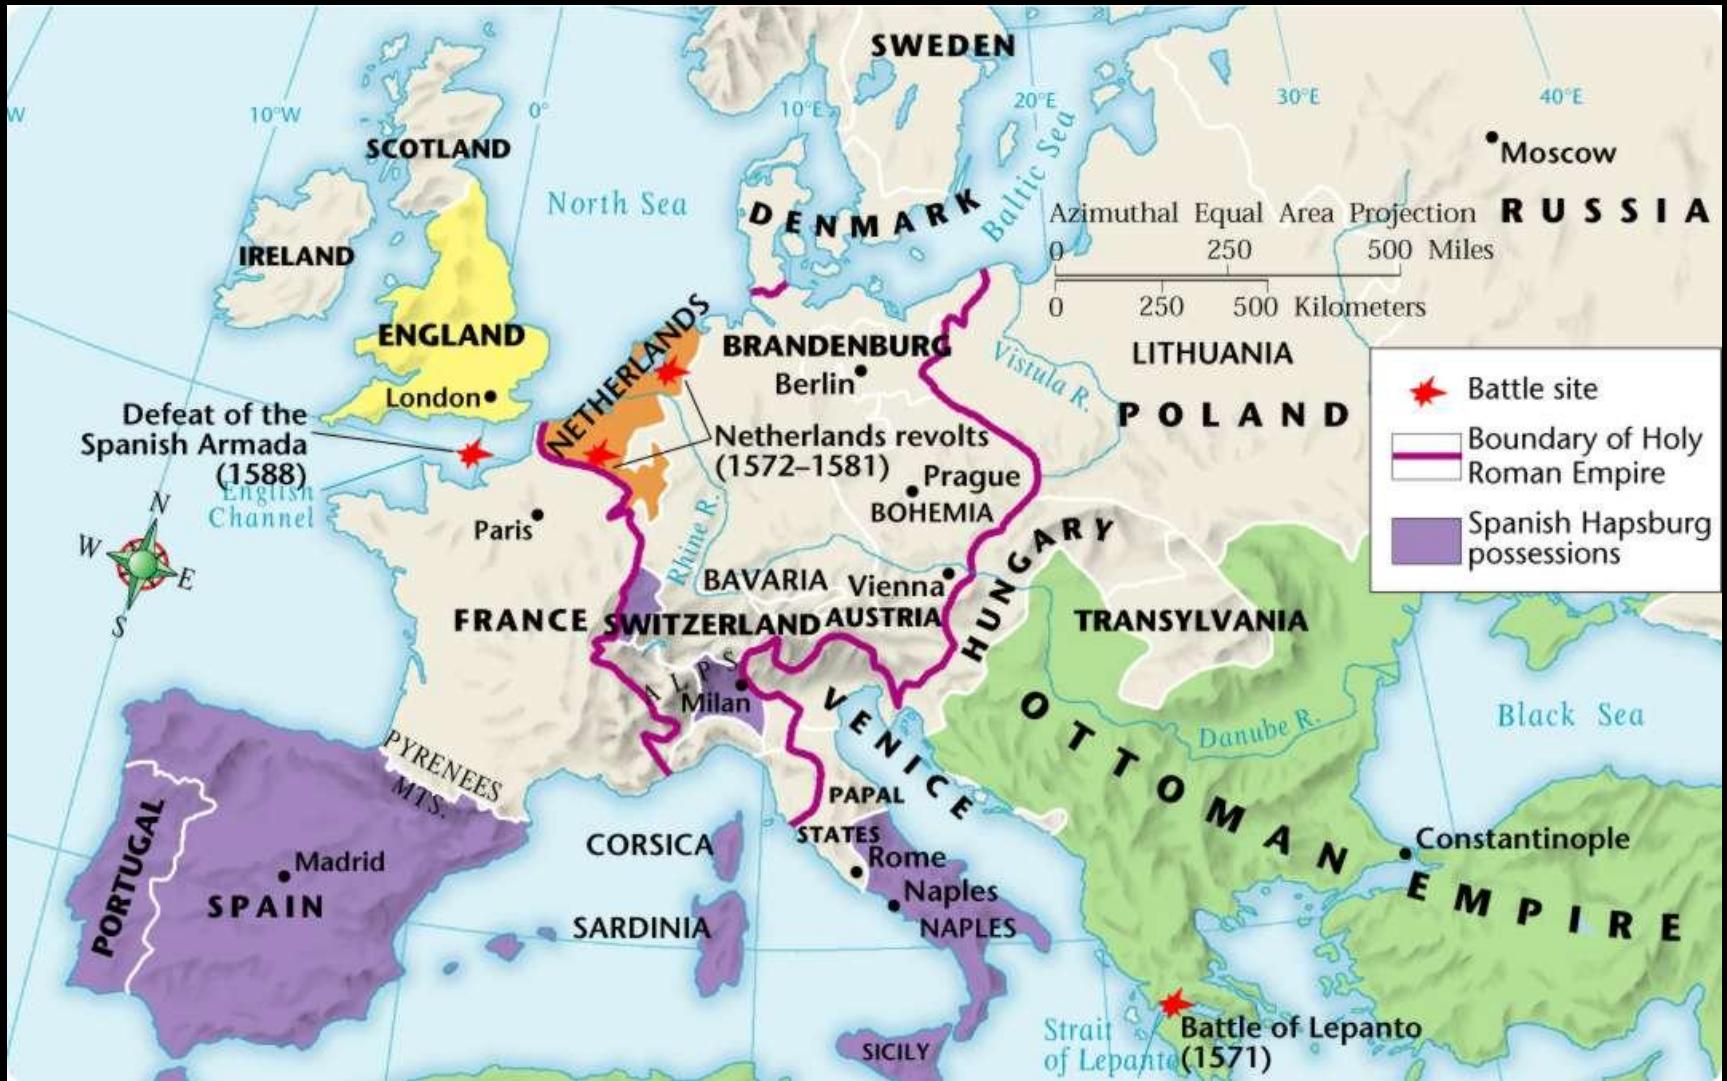 SWEDEN
W
10°W
0°
10°E
20°E
30°E
40°E
SCOTLAND
Moscow
North Sea
Baltic Sea
DENMARK
Azimuthal Equal Area Projection
RUSSIA
0 250 500 Miles
0 250 500 Kilometers
IRELAND
ENGLAND
London
NETHERLANDS
BRANDENBURG
Berlin
Vistula R.
LITHUANIA
POLAND
Defeat of the
Spanish Armada
(1588)
English
Channel
Netherlands revolts
(1572–1581)
Prague
BOHEMIA
Battle site
Boundary of Holy
Roman Empire
Spanish Hapsburg
possessions
N
W
E
S
Paris
Rhine R.
BAVARIA
Vienna
HUNGARY
FRANCE
SWITZERLAND
AUSTRIA
TRANSYLVANIA
ALPS
Milan
VENICE
OTTOMAN EMPIRE
Danube R.
Black Sea
PYRENEES
MTS.
PORTUGAL
Madrid
SPAIN
CORSICA
PAPAL
STATES
Rome
Naples
NAPLES
SARDINIA
Constantinople
SICILY
Strait
of Lepanto
Battle of Lepanto
(1571)